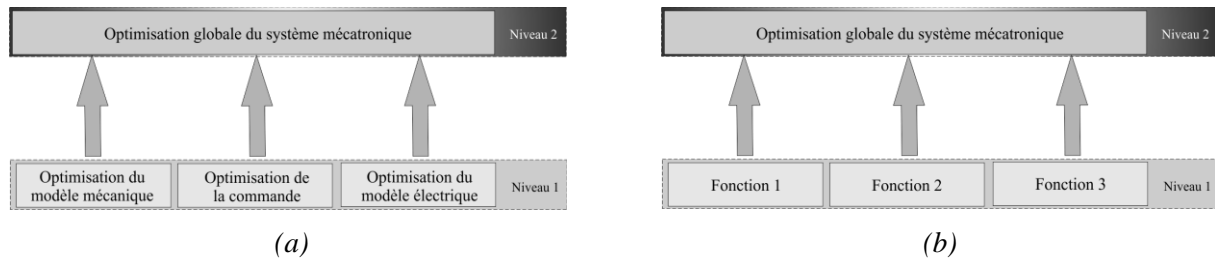 Optimisation globale du système mécatronique
Niveau 2
Optimisation du
modèle mécanique
Optimisation de
la commande
Optimisation du
modèle électrique
Niveau 1
(a)
Optimisation globale du système mécatronique
Niveau 2
Fonction 1
Fonction 2
Fonction 3
Niveau 1
(b)